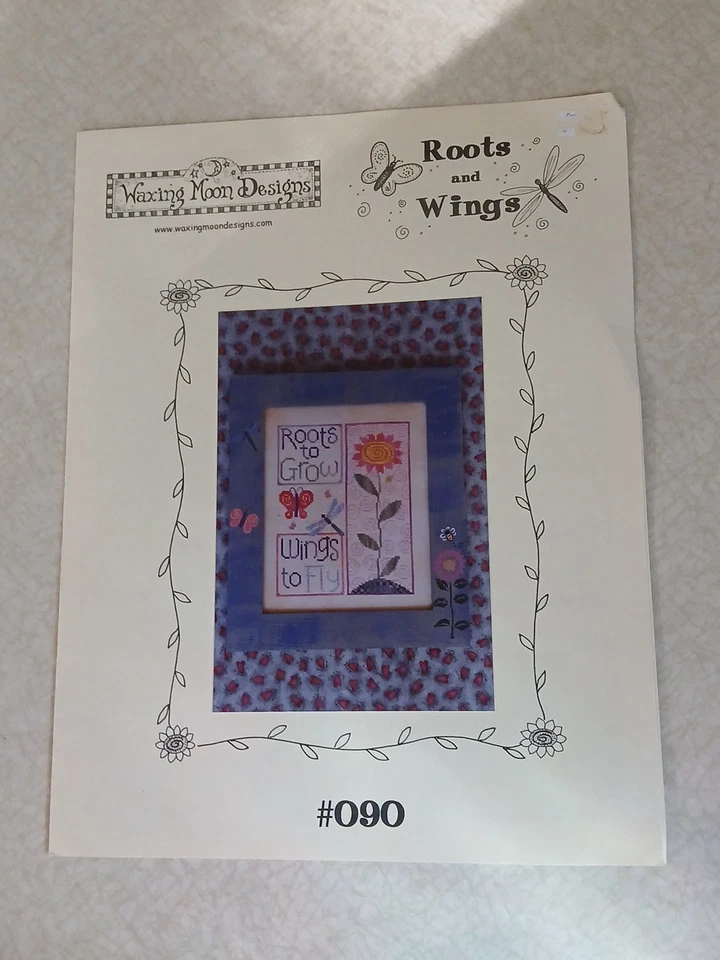 Waxing Moon Designs
www.waxingmoondesigns.com
Roots
and
Wings
Roots
to
Grow
Wings
to Fly
#090